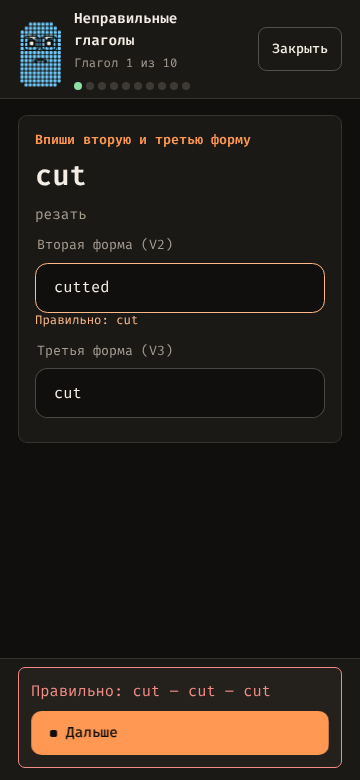 Неправильные
глаголы
Глагол 1 из 10
Закрыть
Впиши вторую и третью форму
cut
резать
Вторая форма (V2)
cutted
Правильно: cut
Третья форма (V3)
cut
Правильно: cut — cut — cut
Дальше